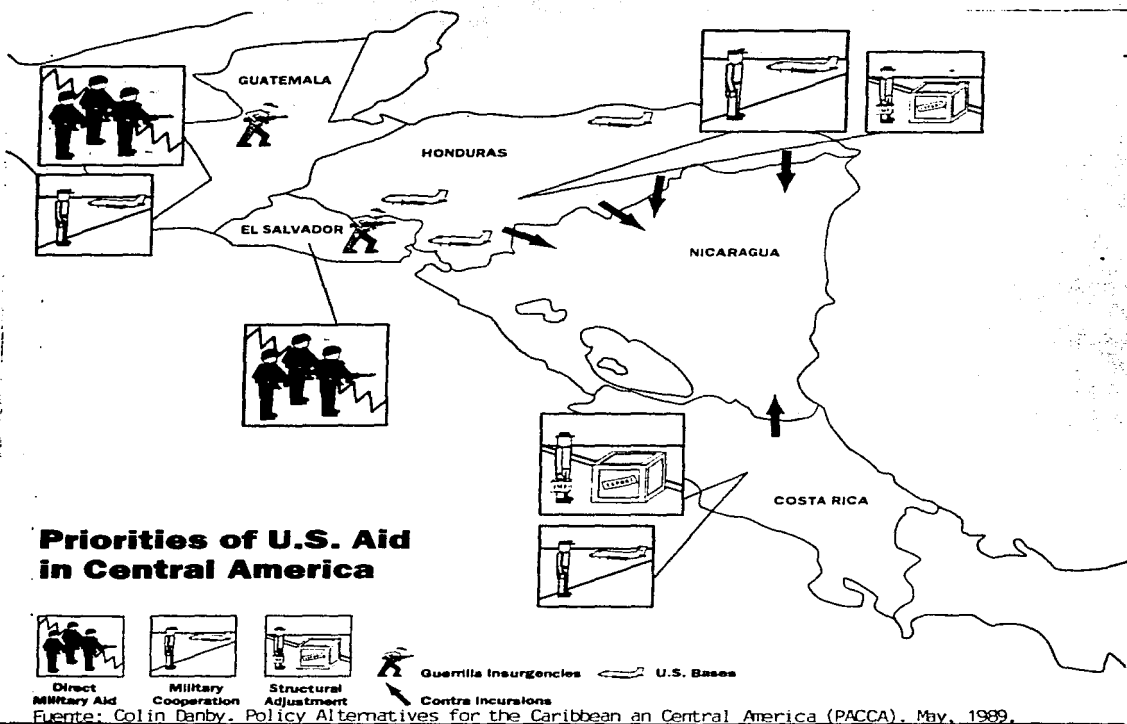 GUATEMALA
HONDURAS
EL SALVADOR
NICARAGUA
EXPORT
COSTA RICA
Priorities of U.S. Aid
in Central America
Direct
Military Aid
Military
Cooperation
Structural
Adjustment
Guerrilla Insurgencies
U.S. Bases
Contra Incursions
Fuente: Colin Danby. Policy Alternatives for the Caribbean an Central America (PACCA). May, 1989.